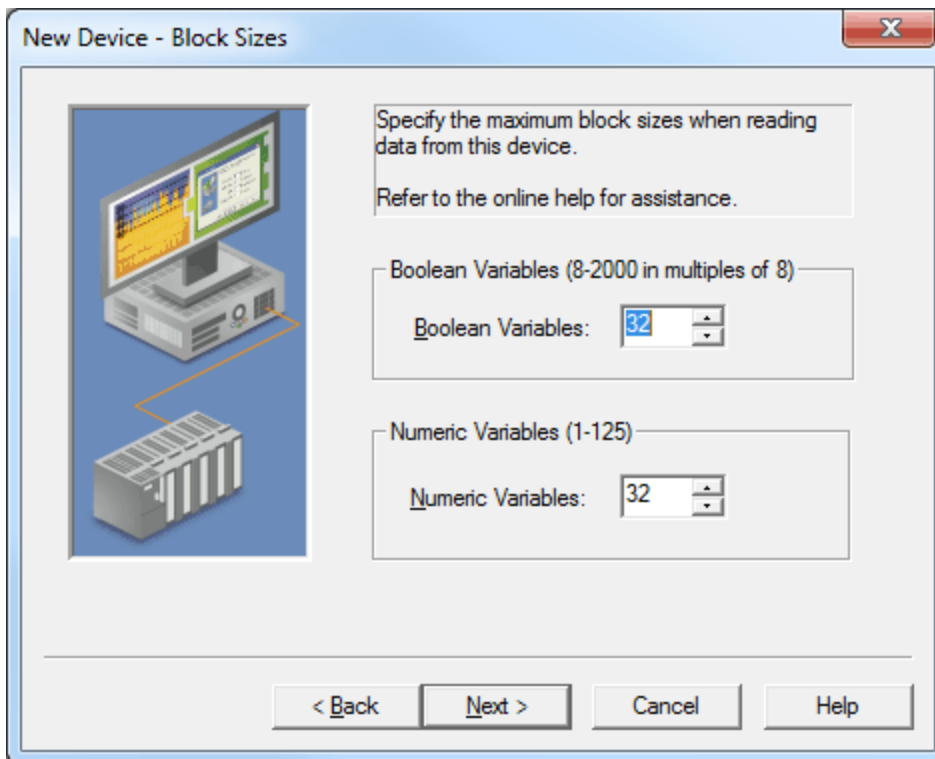 New Device - Block Sizes
Specify the maximum block sizes when reading
data from this device.
Refer to the online help for assistance.
Boolean Variables (8-2000 in multiples of 8)
Boolean Variables: 32
Numeric Variables (1-125)
Numeric Variables: 32
< Back Next > Cancel Help